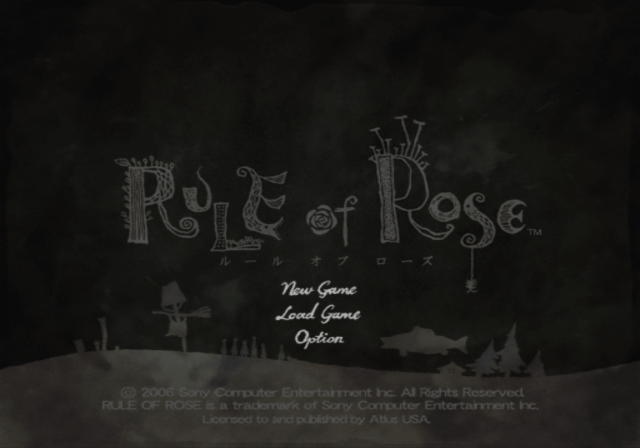 RULE of ROSE™
ルール オブ ローズ
New Game
Load Game
Option
© 2006 Sony Computer Entertainment Inc. All Rights Reserved.
RULE OF ROSE is a trademark of Sony Computer Entertainment Inc.
Licensed to and published by Atlus USA.